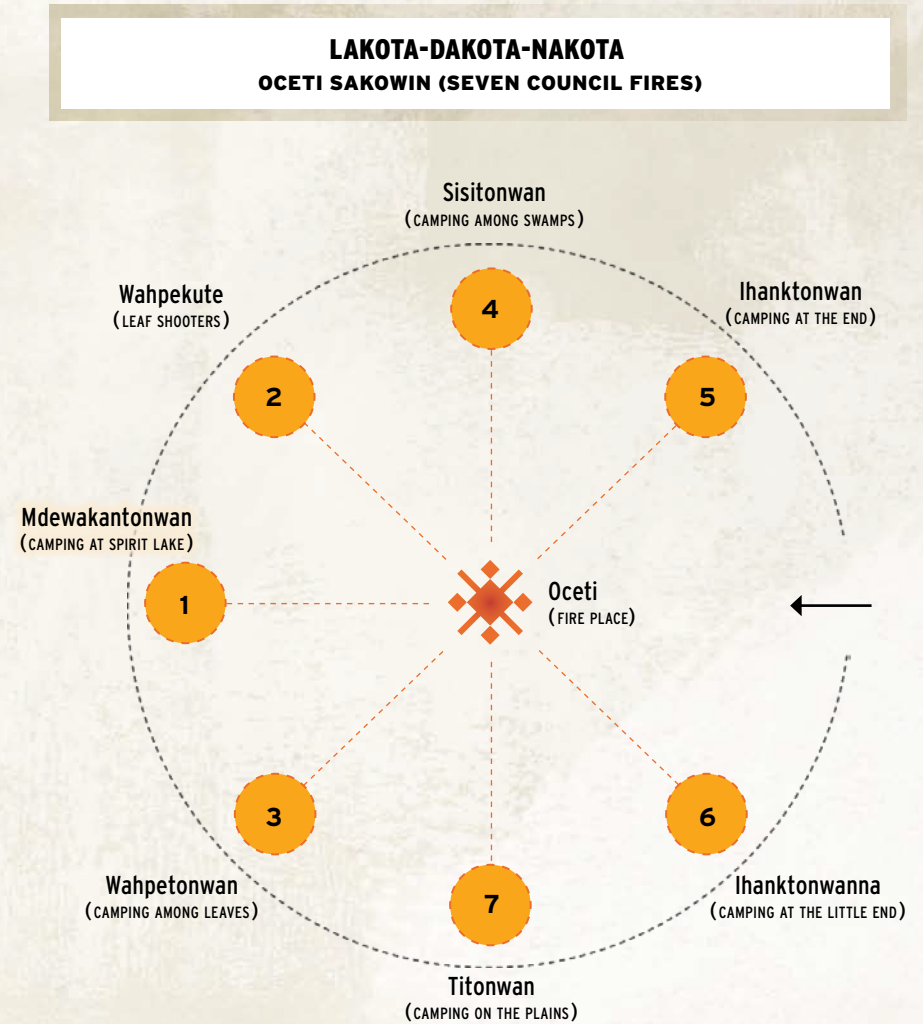 LAKOTA-DAKOTA-NAKOTA
OCETI SAKOWIN (SEVEN COUNCIL FIRES)
Sisitonwan
(CAMPING AMONG SWAMPS)
4
Wahpekute
(LEAF SHOOTERS)
2
Ihanktonwan
(CAMPING AT THE END)
5
Mdewakantonwan
(CAMPING AT SPIRIT LAKE)
1
Oceti
(FIRE PLACE)
3
Wahpetonwan
(CAMPING AMONG LEAVES)
6
Ihanktonwanna
(CAMPING AT THE LITTLE END)
7
Titonwan
(CAMPING ON THE PLAINS)